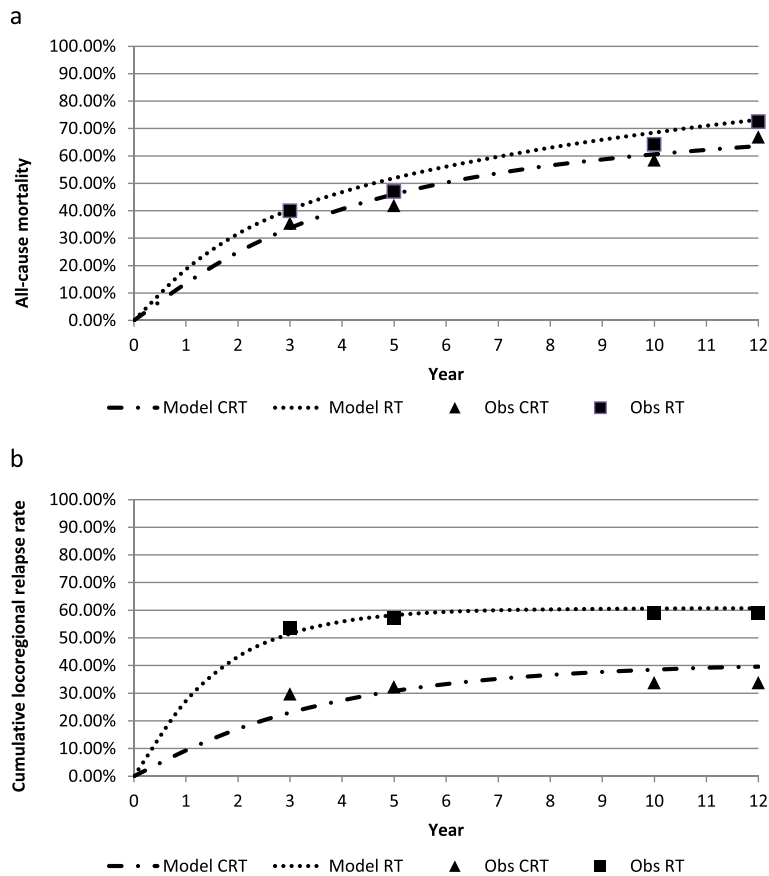 a
All-cause mortality
100.00%
90.00%
80.00%
70.00%
60.00%
50.00%
40.00%
30.00%
20.00%
10.00%
0.00%
0 1 2 3 4 5 6 7 8 9 10 11 12
Year
Model CRT Model RT Obs CRT Obs RT
b
Cumulative locoregional relapse rate
100.00%
90.00%
80.00%
70.00%
60.00%
50.00%
40.00%
30.00%
20.00%
10.00%
0.00%
0 1 2 3 4 5 6 7 8 9 10 11 12
Year
Model CRT Model RT Obs CRT Obs RT